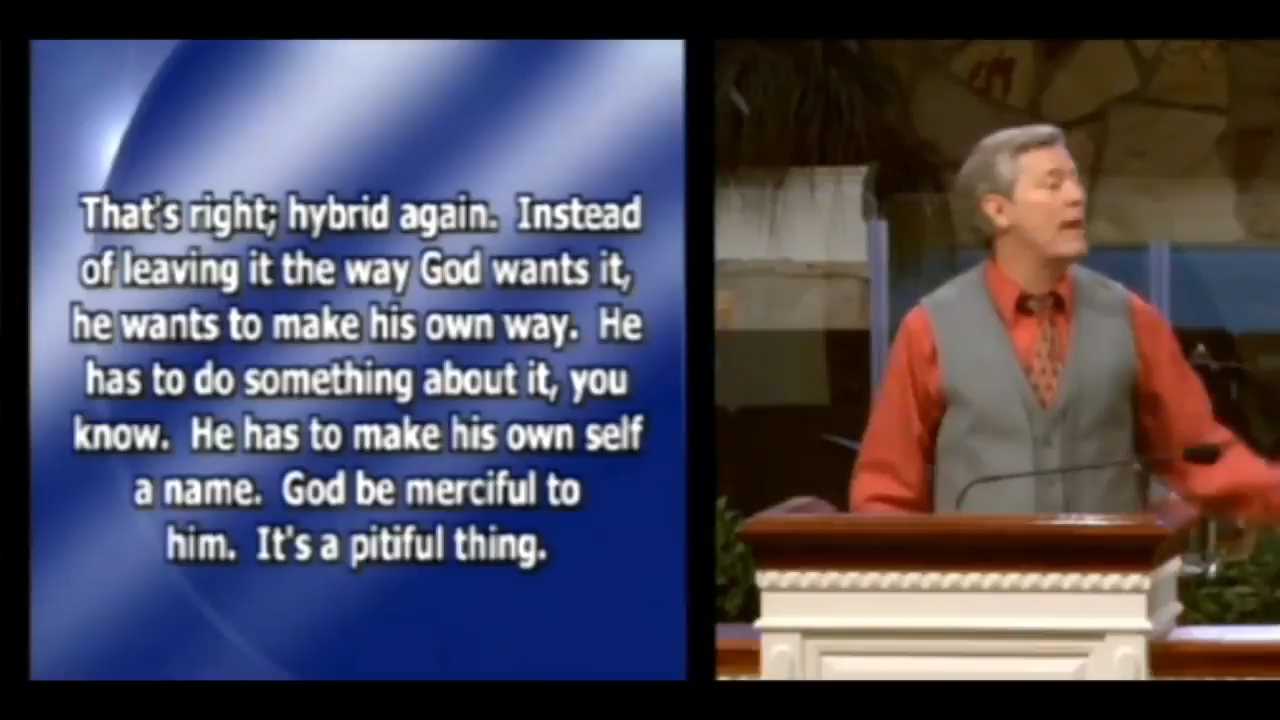 That's right; hybrid again. Instead
of leaving it the way God wants it,
he wants to make his own way. He
has to do something about it, you
know. He has to make his own self
a name. God be merciful to
him. It's a pitiful thing.